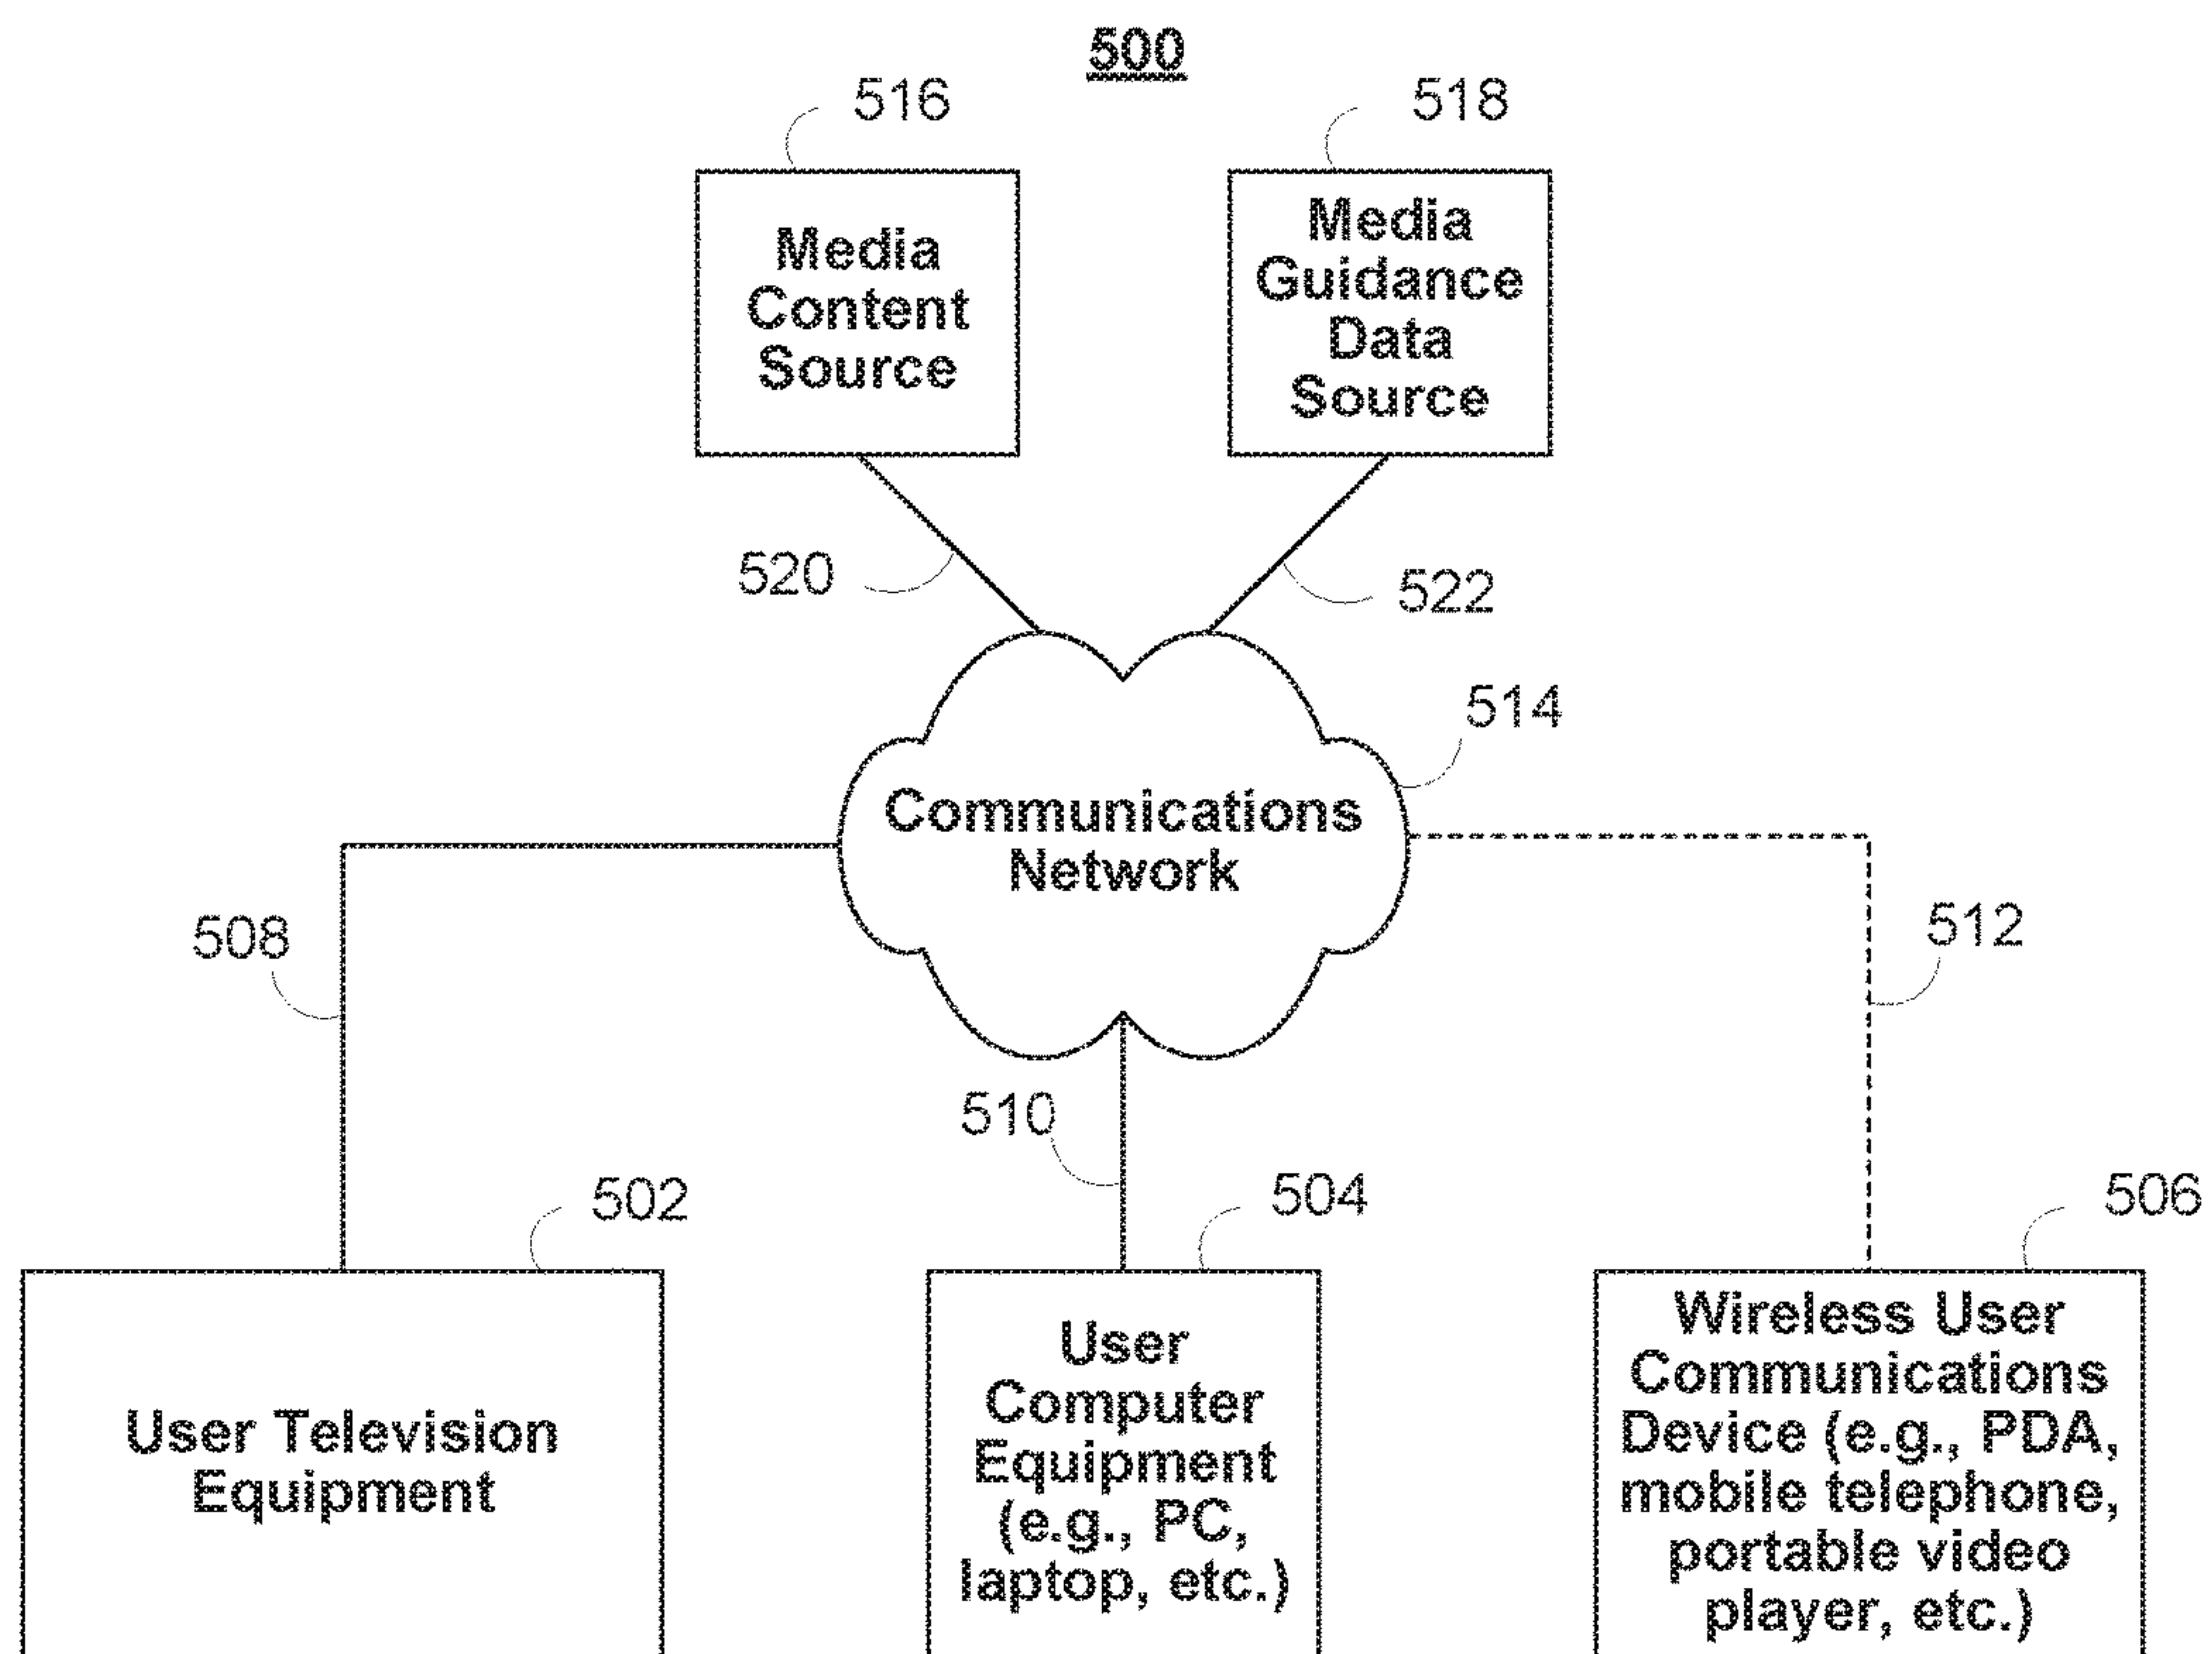 500
516
518
Media
Content
Source
Media
Guidance
Data
Source
520
522
514
Communications
Network
508
512
510
502
504
506
User Television
Equipment
User
Computer
Equipment
(e.g., PC,
laptop, etc.)
Wireless User
Communications
Device (e.g., PDA,
mobile telephone,
portable video
player, etc.)